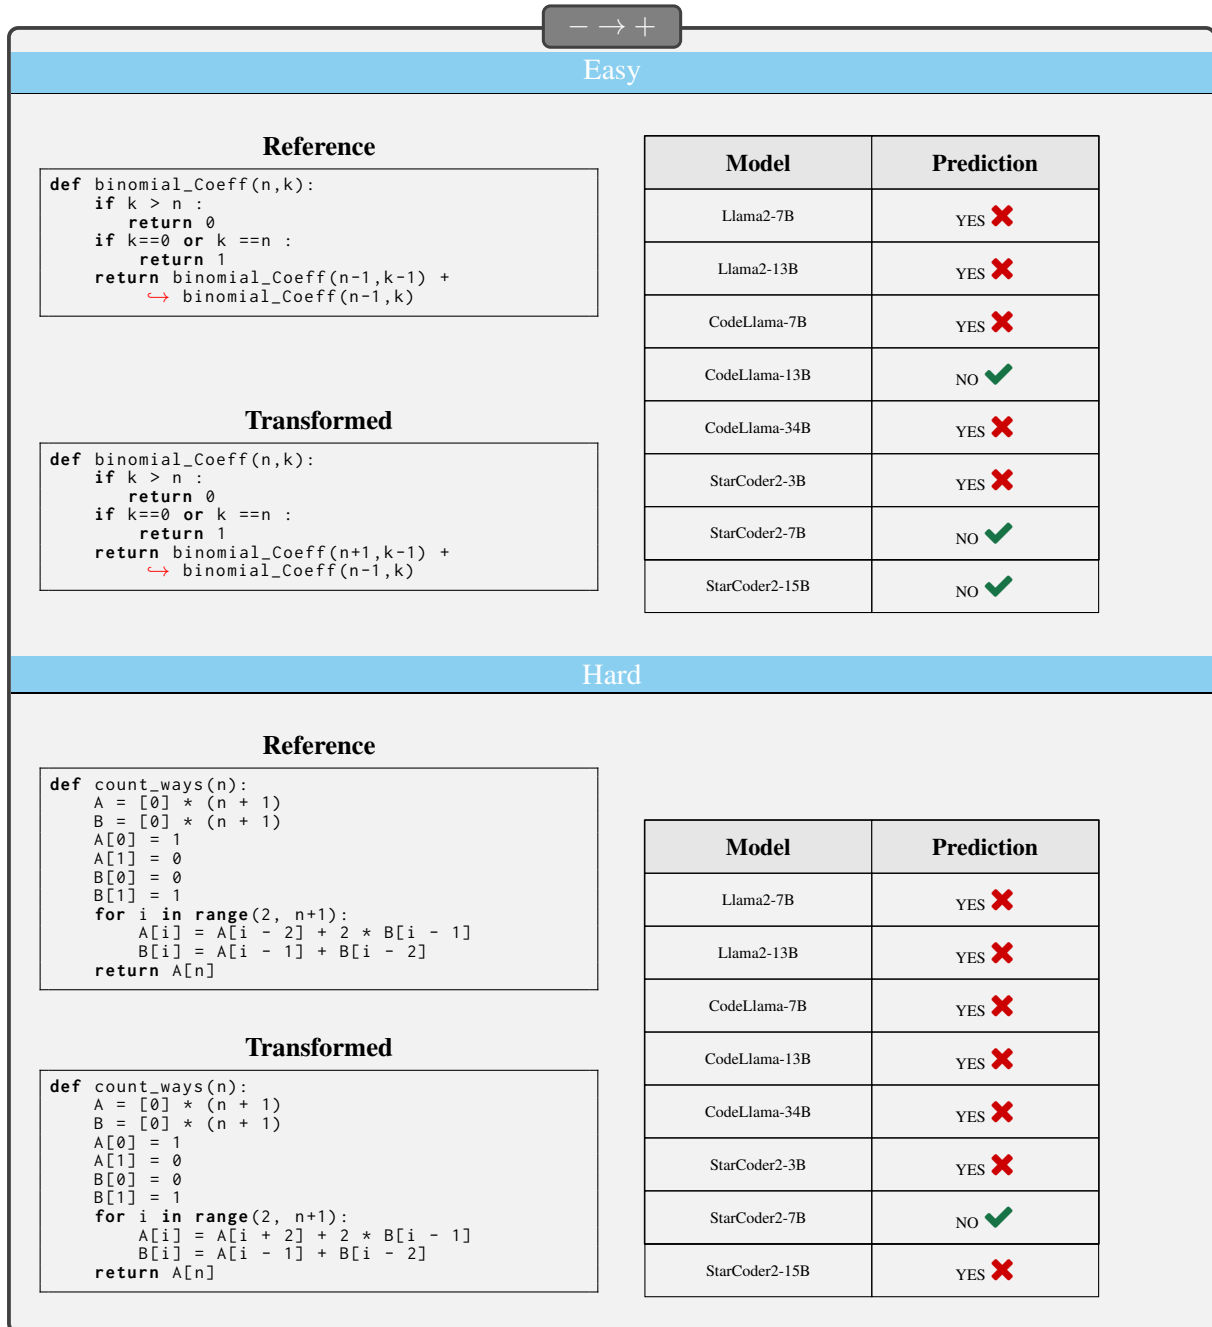 − → +
Easy
Reference
def binomial_Coeff(n,k):
    if k > n :
       return 0
    if k==0 or k ==n :
        return 1
    return binomial_Coeff(n-1,k-1) +
         ↪ binomial_Coeff(n-1,k)
Transformed
def binomial_Coeff(n,k):
    if k > n :
       return 0
    if k==0 or k ==n :
        return 1
    return binomial_Coeff(n+1,k-1) +
         ↪ binomial_Coeff(n-1,k)
Model Prediction
Llama2-7B YES ✘
Llama2-13B YES ✘
CodeLlama-7B YES ✘
CodeLlama-13B NO ✔
CodeLlama-34B YES ✘
StarCoder2-3B YES ✘
StarCoder2-7B NO ✔
StarCoder2-15B NO ✔
Hard
Reference
def count_ways(n):
    A = [0] * (n + 1)
    B = [0] * (n + 1)
    A[0] = 1
    A[1] = 0
    B[0] = 0
    B[1] = 1
    for i in range(2, n+1):
        A[i] = A[i - 2] + 2 * B[i - 1]
        B[i] = A[i - 1] + B[i - 2]
    return A[n]
Transformed
def count_ways(n):
    A = [0] * (n + 1)
    B = [0] * (n + 1)
    A[0] = 1
    A[1] = 0
    B[0] = 0
    B[1] = 1
    for i in range(2, n+1):
        A[i] = A[i + 2] + 2 * B[i - 1]
        B[i] = A[i - 1] + B[i - 2]
    return A[n]
Model Prediction
Llama2-7B YES ✘
Llama2-13B YES ✘
CodeLlama-7B YES ✘
CodeLlama-13B YES ✘
CodeLlama-34B YES ✘
StarCoder2-3B YES ✘
StarCoder2-7B NO ✔
StarCoder2-15B YES ✘